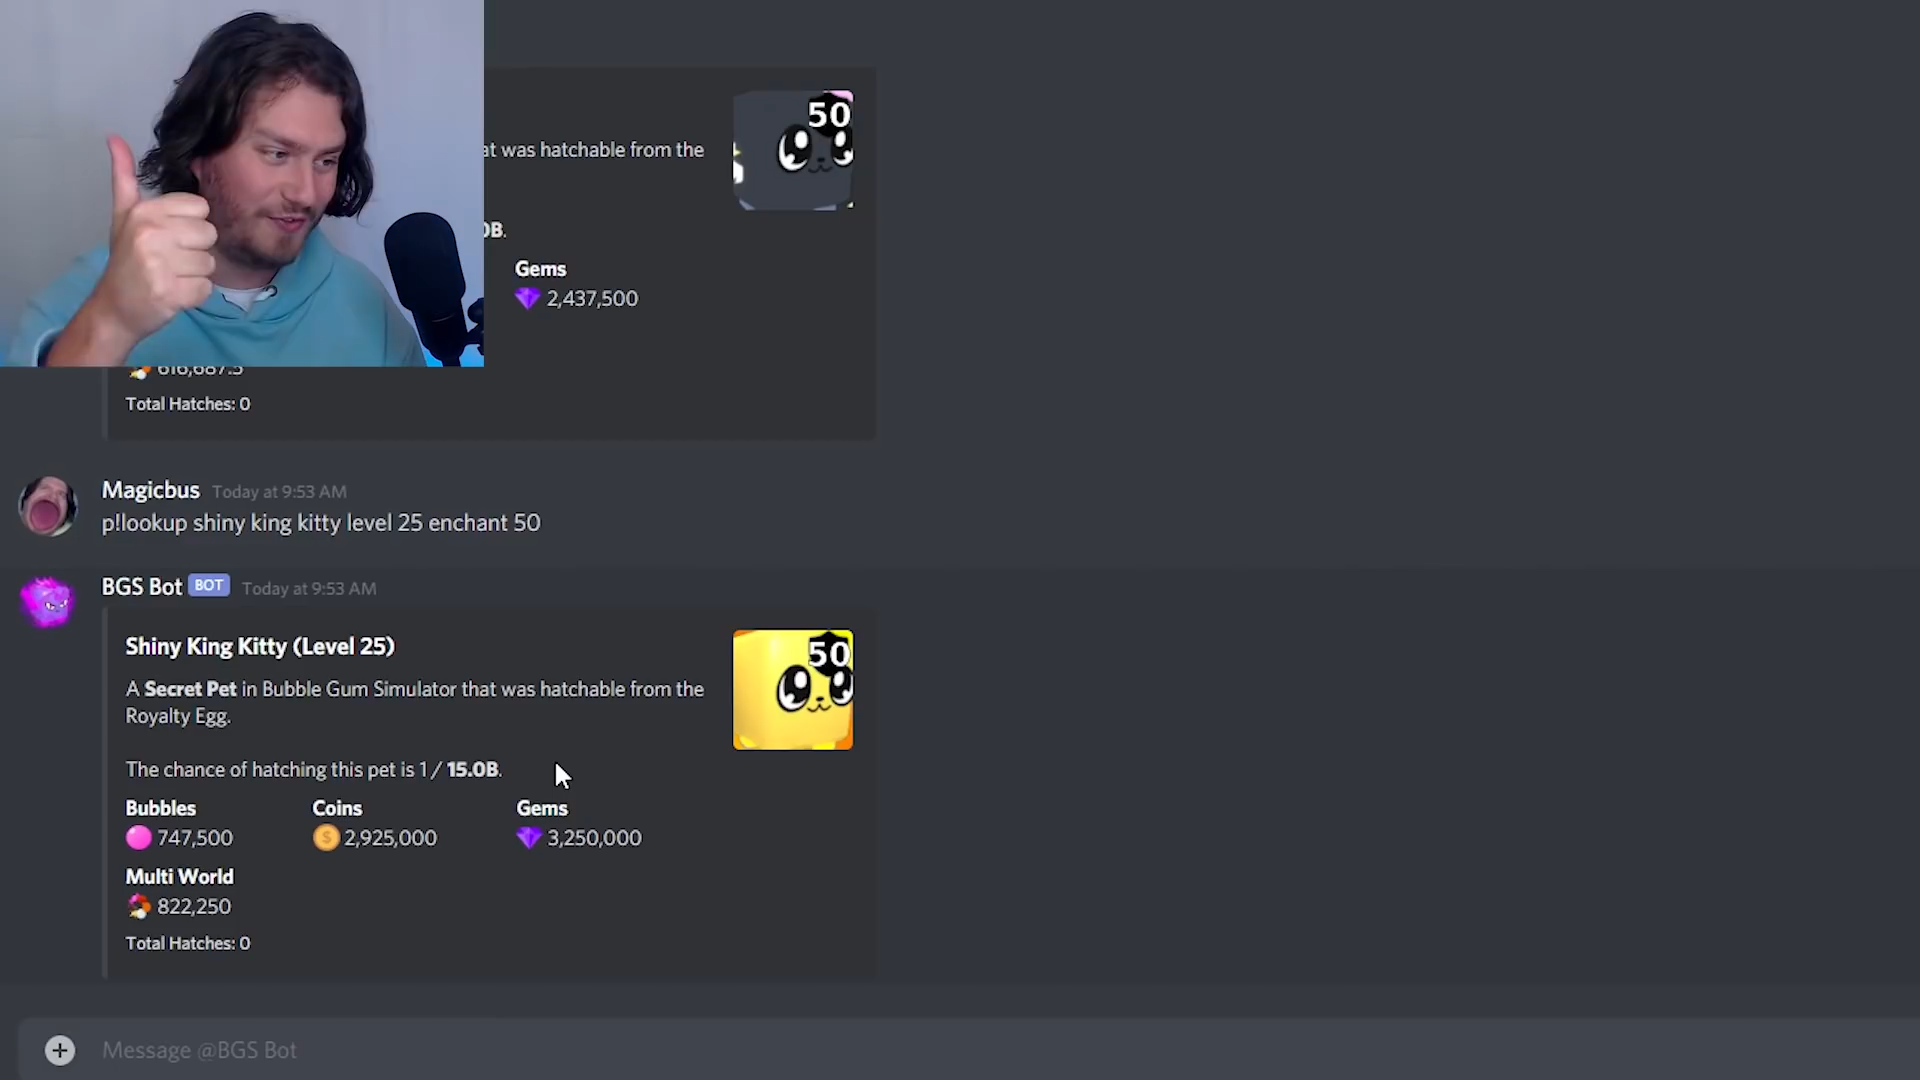 50
at was hatchable from the
0B.
Gems
2,437,500
616,687.5
Total Hatches: 0
Magicbus Today at 9:53 AM
p!lookup shiny king kitty level 25 enchant 50
BGS Bot BOT Today at 9:53 AM
Shiny King Kitty (Level 25)
50
A Secret Pet in Bubble Gum Simulator that was hatchable from the
Royalty Egg.
The chance of hatching this pet is 1 / 15.0B.
Bubbles Coins Gems
747,500 2,925,000 3,250,000
Multi World
822,250
Total Hatches: 0
Message @BGS Bot